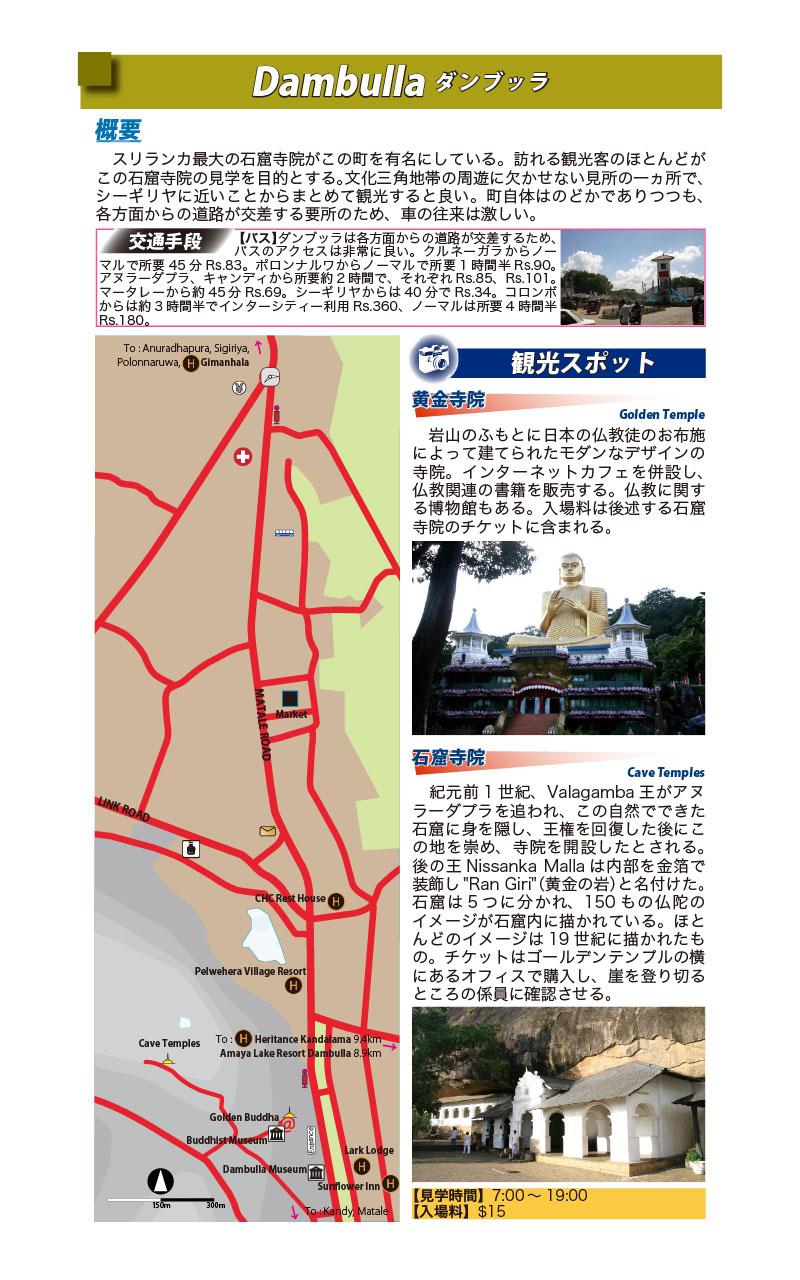 Dambulla ダンブッラ
概要
スリランカ最大の石窟寺院がこの町を有名にしている。訪れる観光客のほとんどが
この石窟寺院の見学を目的とする。文化三角地帯の周遊に欠かせない見所の一ヵ所で、
シーギリヤに近いことからまとめて観光すると良い。町自体はのどかでありつつも、
各方面からの道路が交差する要所のため、車の往来は激しい。
交通手段
【バス】ダンブッラは各方面からの道路が交差するため、
バスのアクセスは非常に良い。クルネーガラからノー
マルで所要 45 分 Rs.83。ポロンナルワからノーマルで所要 1 時間半 Rs.90。
アヌラーダプラ、キャンディから所要約 2 時間で、それぞれ Rs.85、Rs.101。
マータレーから約 45 分 Rs.69。シーギリヤからは 40 分で Rs.34。コロンボ
からは約 3 時間半でインターシティー利用 Rs.360、ノーマルは所要 4 時間半
Rs.180。
To : Anuradhapura, Sigiriya,
Polonnaruwa, H Gimanhala
MATALE ROAD
Market
LINK ROAD
CHC Rest House H
Pelwehera Village Resort
H
Cave Temples
To : H Heritance Kandalama 9.4km
Amaya Lake Resort Dambulla 8.9km
Golden Buddha
@
Buddhist Museum
Entrance
Dambulla Museum
Lark Lodge
H
Sunflower Inn H
150m 300m
To : Kandy, Matale
観光スポット
黄金寺院
Golden Temple
岩山のふもとに日本の仏教徒のお布施
によって建てられたモダンなデザインの
寺院。インターネットカフェを併設し、
仏教関連の書籍を販売する。仏教に関す
る博物館もある。入場料は後述する石窟
寺院のチケットに含まれる。
石窟寺院
Cave Temples
紀元前 1 世紀、Valagamba 王がアヌ
ラーダプラを追われ、この自然でできた
石窟に身を隠し、王権を回復した後にこ
の地を崇め、寺院を開設したとされる。
後の王 Nissanka Malla は内部を金箔で
装飾し "Ran Giri"（黄金の岩）と名付けた。
石窟は 5 つに分かれ、150 もの仏陀の
イメージが石窟内に描かれている。ほと
んどのイメージは 19 世紀に描かれたも
の。チケットはゴールデンテンプルの横
にあるオフィスで購入し、崖を登り切る
ところの係員に確認させる。
【見学時間】7:00～ 19:00
【入場料】$15